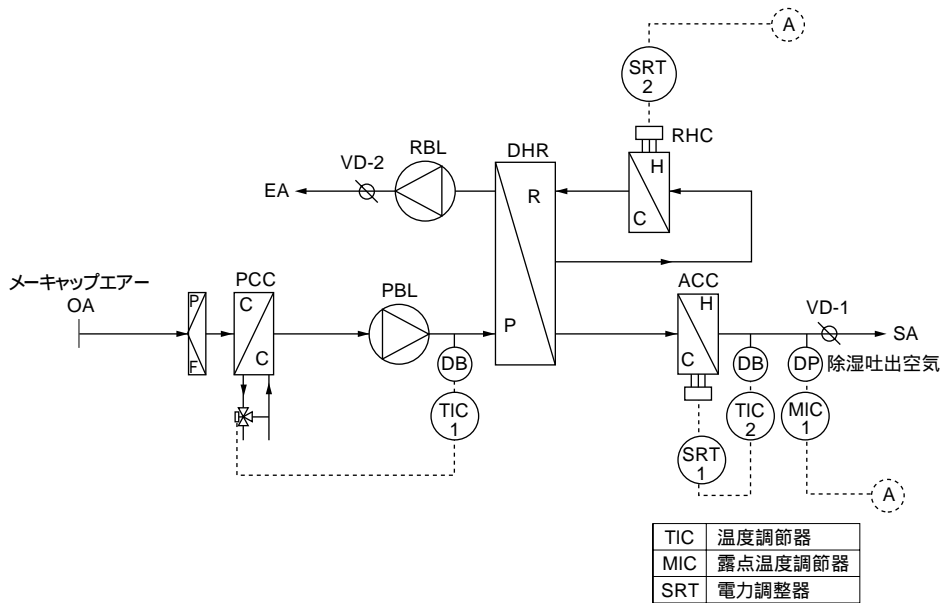 A
SRT
2
RHC
H
C
RBL
DHR
VD-2
EA
R
メーキャップエアー
OA
PCC
C
C
P
F
PBL
P
ACC
H
C
VD-1
SA
DB
DB
DP
除湿吐出空気
TIC
1
TIC
2
MIC
1
SRT
1
A
TIC 温度調節器
MIC 露点温度調節器
SRT 電力調整器